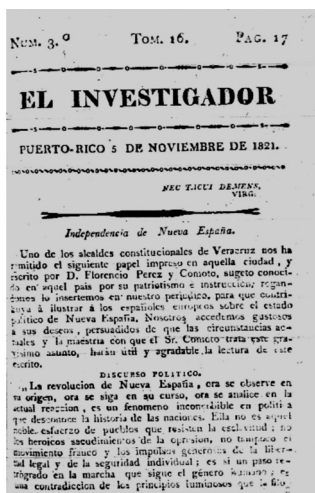 NUM. 3.º TOM. 16. PAG. 17
EL INVESTIGADOR
PUERTO-RICO 5 DE NOVIEMBRE DE 1821.
NEC TACUI DEMENS,
VIRG.
Independencia de Nueva España.
Uno de los alcaldes constitucionales de Veracruz nos ha
remitido el siguiente papel impreso en aquella ciudad, y
escrito por D. Florencio Perez y Comoto, sugeto conoci-
do en aquel pais por su patriotismo e instruccion, rogan-
donos lo insertemos en nuestro periodico, para que contri-
buya á ilustrar á los españoles europeos sobre el estado
politico de Nueva España. Nosotros accedemos gustosos
a sus deseos, persuadidos de que las circunstancias ac-
tuales y la maestria con que el Sr. Comoto trata este gra-
visimo asunto, harán útil y agradable la lectura de este
escrito.
DISCURSO POLITICO.
„La revolucion de Nueva España, ora se observe en
su origen, ora se siga en su curso, ora se analice en la
actual reaccion, es un fenomeno incontable en politica
que desconoce la historia de las naciones. Ella no es aquel
noble esfuerzo de pueblos que resisten la esclavitud; no
los heroicos sacudimientos de la opresion, no tampoco el
movimiento franco y los impulsos generosos de la liber-
tad legal y de la seguridad individual; es si un paso re-
trógrado en la marcha que sigue el género humano; es
una contradiccion de los principios luminosos que la filo